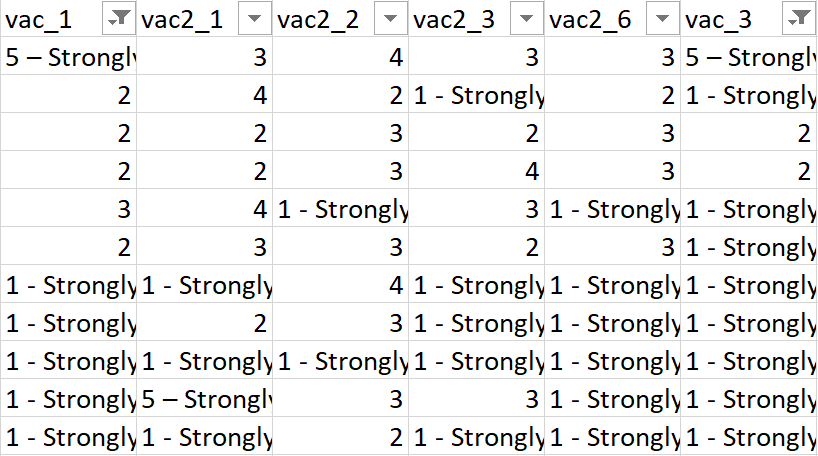 vac_1 vac2_1 vac2_2 vac2_3 vac2_6 vac_3
5 – Strongly 3 4 3 3 5 – Strongly
2 4 2 1 - Strongly 2 1 - Strongly
2 2 3 2 3 2
2 2 3 4 3 2
3 4 1 - Strongly 3 1 - Strongly 1 - Strongly
2 3 3 2 3 1 - Strongly
1 - Strongly 1 - Strongly 4 1 - Strongly 1 - Strongly 1 - Strongly
1 - Strongly 2 3 1 - Strongly 1 - Strongly 1 - Strongly
1 - Strongly 1 - Strongly 1 - Strongly 1 - Strongly 1 - Strongly 1 - Strongly
1 - Strongly 5 – Strongly 3 3 1 - Strongly 1 - Strongly
1 - Strongly 1 - Strongly 2 1 - Strongly 1 - Strongly 1 - Strongly